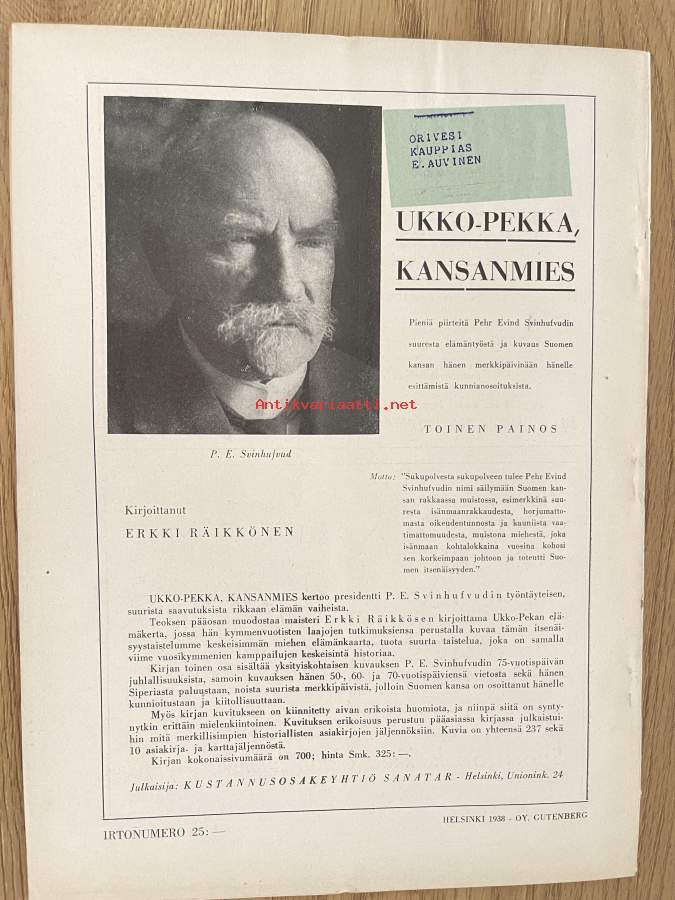 ORIVESI
KAUPPIAS
E. AUVINEN
UKKO-PEKKA,
KANSANMIES
Pieniä piirteitä Pehr Evind Svinhufvudin
suuresta elämäntyöstä ja kuvaus Suomen
kansan hänen merkkipäivinään hänelle
esittämistä kunnianosoituksista.
TOINEN PAINOS
Antikvariaatti.net
P. E. Svinhufvud
Motto: "Sukupolvesta sukupolveen tulee Pehr Evind
Svinhufvudin nimi säilymään Suomen kan-
san rakkaassa muistossa, esimerkkinä suu-
resta isänmaanrakkaudesta, horjumatto-
masta oikeudentunnosta ja kauniista vaa-
timattomuudesta, muistona miehestä, joka
isänmaan kohtalokkaina vuosina kohosi
sen korkeimpaan johtoon ja toteutti Suo-
men itsenäisyyden."
Kirjoittanut
ERKKI RÄIKKÖNEN
UKKO-PEKKA, KANSANMIES kertoo presidentti P. E. Svinhufvudin työntäyteisen,
suurista saavutuksista rikkaan elämän vaiheista.
Teoksen pääosan muodostaa maisteri Erkki Räikkösen kirjoittama Ukko-Pekan elä-
mäkerta, jossa hän kymmenvuotisten laajojen tutkimuksiensa perustalla kuvaa tämän itsenäi-
syystaistelumme keskeisimmän miehen elämänkaarta, tuota suurta taistelua, joka on samalla
viime vuosikymmenien kamppailujen keskeisintä historiaa.
Kirjan toinen osa sisältää yksityiskohtaisen kuvauksen P. E. Svinhufvudin 75-vuotispäivän
juhlallisuuksista, samoin kuvauksen hänen 50-, 60- ja 70-vuotispäiviensä vietosta sekä hänen
Siperiasta paluustaan, noista suurista merkkipäivistä, jolloin Suomen kansa on osoittanut hänelle
kunnioitustaan ja kiitollisuuttaan.
Myös kirjan kuvitukseen on kiinnitetty aivan erikoista huomiota, ja niinpä siitä on synty-
nytkin erittäin mielenkiintoinen. Kuvituksen erikoisuus perustuu pääasiassa kirjassa julkaistui-
hin mitä merkillisimpien historiallisten asiakirjojen jäljennöksiin. Kuvia on yhteensä 237 sekä
10 asiakirja- ja karttajäljennöstä.
Kirjan kokonaissivumäärä on 700; hinta Smk. 325: —.
Julkaisija: KUSTANNUSOSAKEYHTIÖ SANATAR - Helsinki, Unionink. 24
IRTONUMERO 25: —
HELSINKI 1938 - OY. GUTENBERG